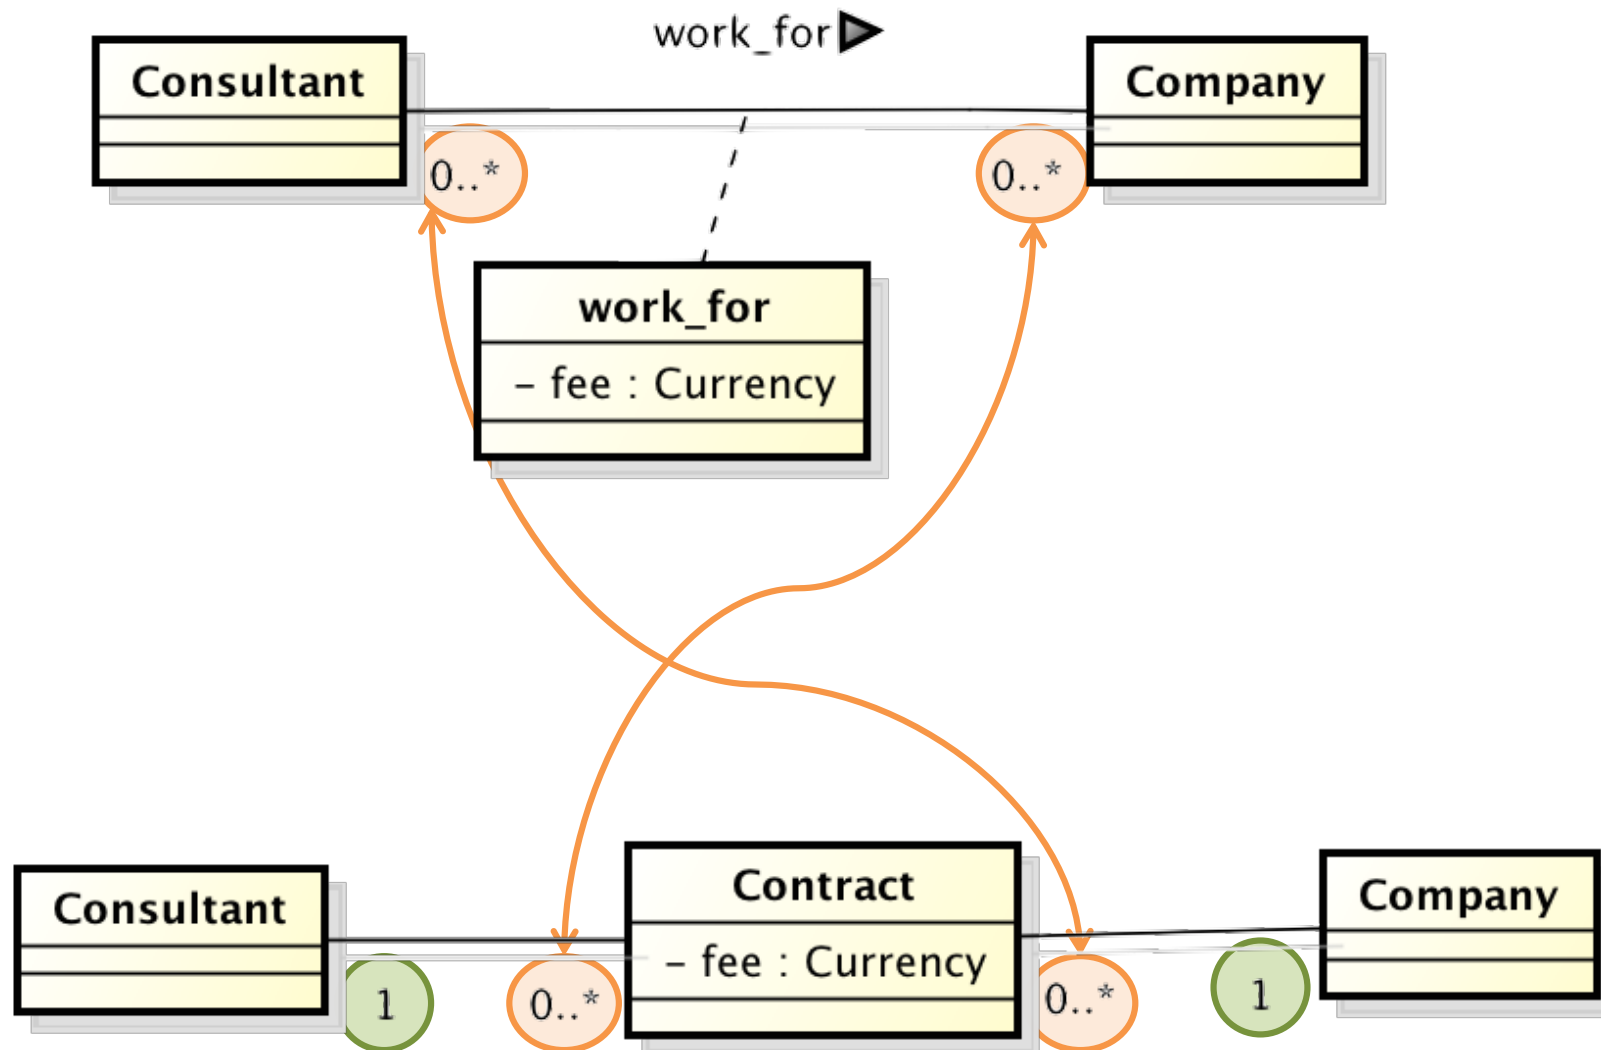 work_for
Consultant
Company
0..*
0..*
work_for
- fee : Currency
Contract
Consultant
Company
- fee : Currency
1
0..*
0..*
1